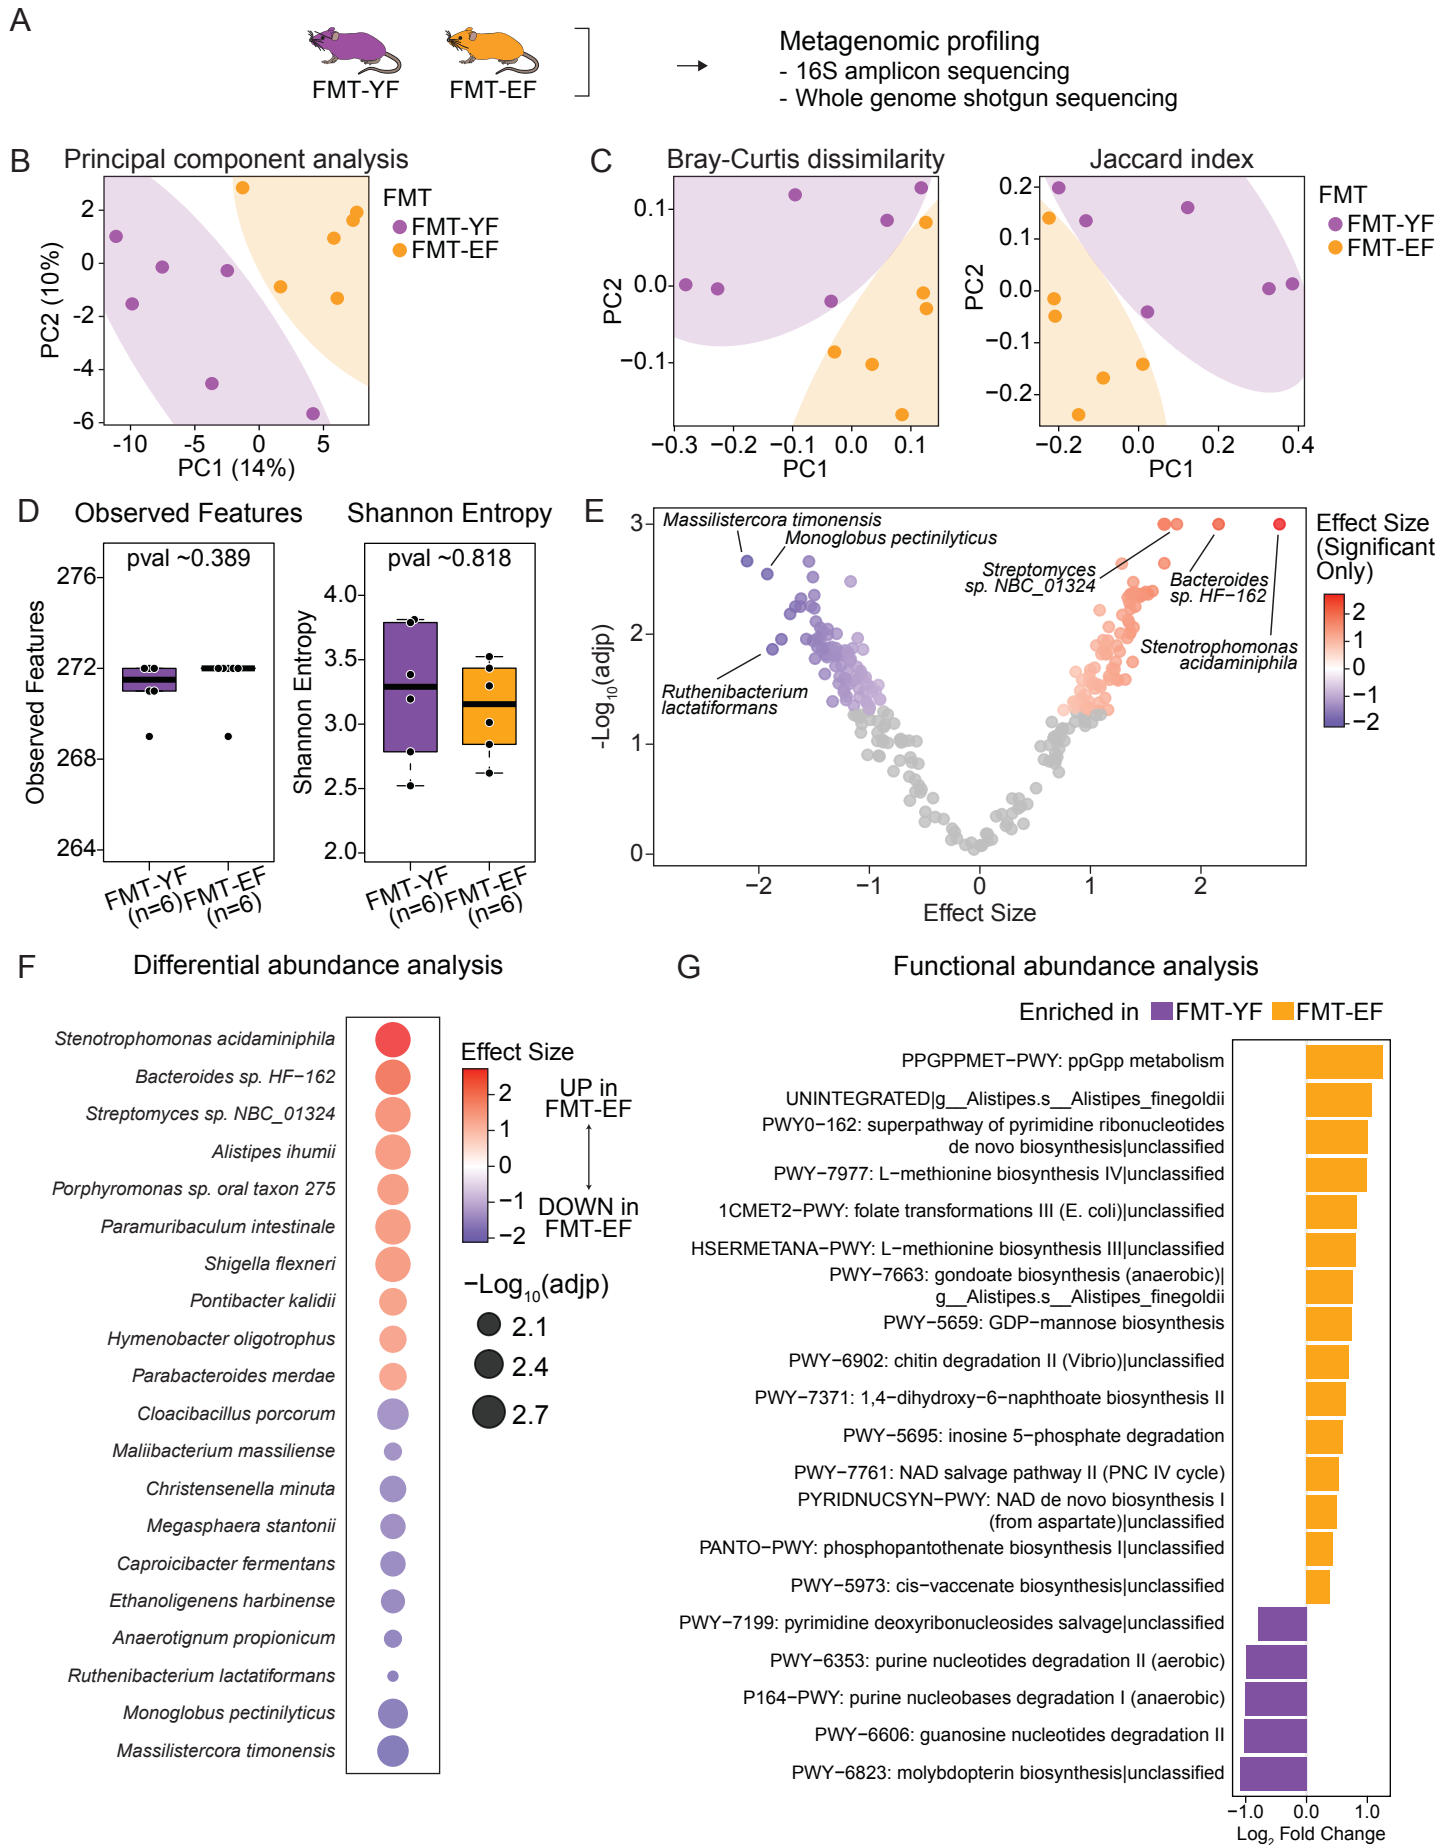 A
FMT-YF
FMT-EF
Metagenomic profiling
- 16S amplicon sequencing
- Whole genome shotgun sequencing
B
Principal component analysis
PC2 (10%)
2
0
-2
-4
-6
-10
-5
0
5
PC1 (14%)
FMT
FMT-YF
FMT-EF
C
Bray-Curtis dissimilarity
PC2
0.1
0.0
−0.1
−0.3
−0.2
−0.1
0.0
0.1
PC1
Jaccard index
PC2
0.2
0.1
0.0
−0.1
−0.2
−0.2
0.0
0.2
0.4
PC1
FMT
FMT-YF
FMT-EF
D
Observed Features
pval ~0.389
Observed Features
276
272
268
264
FMT-YF
(n=6)
FMT-EF
(n=6)
Shannon Entropy
pval ~0.818
Shannon Entropy
4.0
3.5
3.0
2.5
2.0
FMT-YF
(n=6)
FMT-EF
(n=6)
E
Massilistercora timonensis
Monoglobus pectinilyticus
Streptomyces
sp. NBC_01324
Bacteroides
sp. HF−162
Stenotrophomonas
acidaminiphila
Ruthenibacterium
lactatiformans
-Log10(adjp)
3
2
1
0
−2
−1
0
1
2
Effect Size
Effect Size
(Significant
Only)
2
1
0
−1
−2
F
Differential abundance analysis
Stenotrophomonas acidaminiphila
Bacteroides sp. HF−162
Streptomyces sp. NBC_01324
Alistipes ihumii
Porphyromonas sp. oral taxon 275
Paramuribaculum intestinale
Shigella flexneri
Pontibacter kalidii
Hymenobacter oligotrophus
Parabacteroides merdae
Cloacibacillus porcorum
Maliibacterium massiliense
Christensenella minuta
Megasphaera stantonii
Caproicibacter fermentans
Ethanoligenens harbinense
Anaerotignum propionicum
Ruthenibacterium lactatiformans
Monoglobus pectinilyticus
Massilistercora timonensis
Effect Size
2
1
0
−1
−2
UP in
FMT-EF
DOWN in
FMT-EF
−Log10(adjp)
2.1
2.4
2.7
G
Functional abundance analysis
Enriched in FMT-YF FMT-EF
PPGPPMET−PWY: ppGpp metabolism
UNINTEGRATED|g__Alistipes.s__Alistipes_finegoldii
PWY0−162: superpathway of pyrimidine ribonucleotides
de novo biosynthesis|unclassified
PWY−7977: L−methionine biosynthesis IV|unclassified
1CMET2−PWY: folate transformations III (E. coli)|unclassified
HSERMETANA−PWY: L−methionine biosynthesis III|unclassified
PWY−7663: gondoate biosynthesis (anaerobic)|
g__Alistipes.s__Alistipes_finegoldii
PWY−5659: GDP−mannose biosynthesis
PWY−6902: chitin degradation II (Vibrio)|unclassified
PWY−7371: 1,4−dihydroxy−6−naphthoate biosynthesis II
PWY−5695: inosine 5−phosphate degradation
PWY−7761: NAD salvage pathway II (PNC IV cycle)
PYRIDNUCSYN−PWY: NAD de novo biosynthesis I
(from aspartate)|unclassified
PANTO−PWY: phosphopantothenate biosynthesis I|unclassified
PWY−5973: cis−vaccenate biosynthesis|unclassified
PWY−7199: pyrimidine deoxyribonucleosides salvage|unclassified
PWY−6353: purine nucleotides degradation II (aerobic)
P164−PWY: purine nucleobases degradation I (anaerobic)
PWY−6606: guanosine nucleotides degradation II
PWY−6823: molybdopterin biosynthesis|unclassified
−1.0
0.0
1.0
Log2 Fold Change